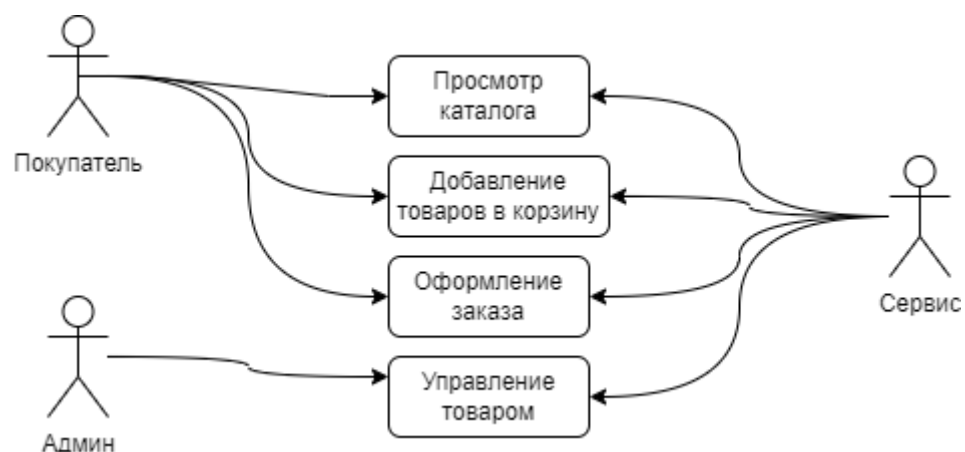 Просмотр
каталога
Покупатель
Добавление
товаров в корзину
Оформление
заказа
Сервис
Управление
товаром
Админ